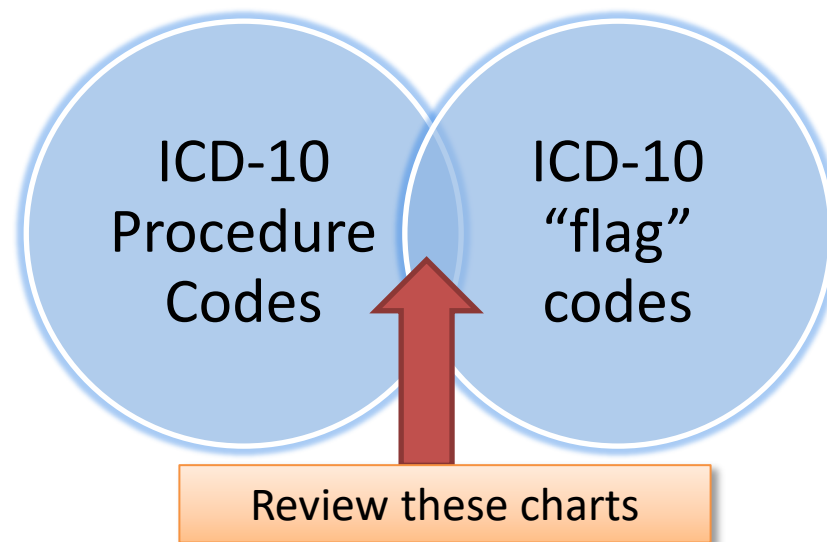 ICD-10
Procedure
Codes
ICD-10
“flag”
codes
Review these charts